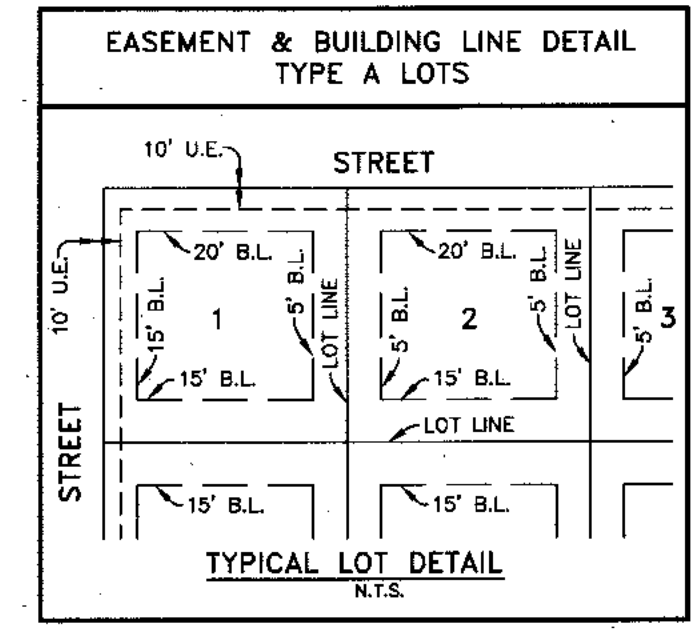 EASEMENT & BUILDING LINE DETAIL
TYPE A LOTS
10' U.E.
STREET
10' U.E.
20' B.L.
5' B.L.
LOT LINE
20' B.L.
5' B.L.
LOT LINE
15' B.L.
1
5' B.L.
2
5' B.L.
3
15' B.L.
15' B.L.
LOT LINE
STREET
15' B.L.
15' B.L.
TYPICAL LOT DETAIL
N.T.S.